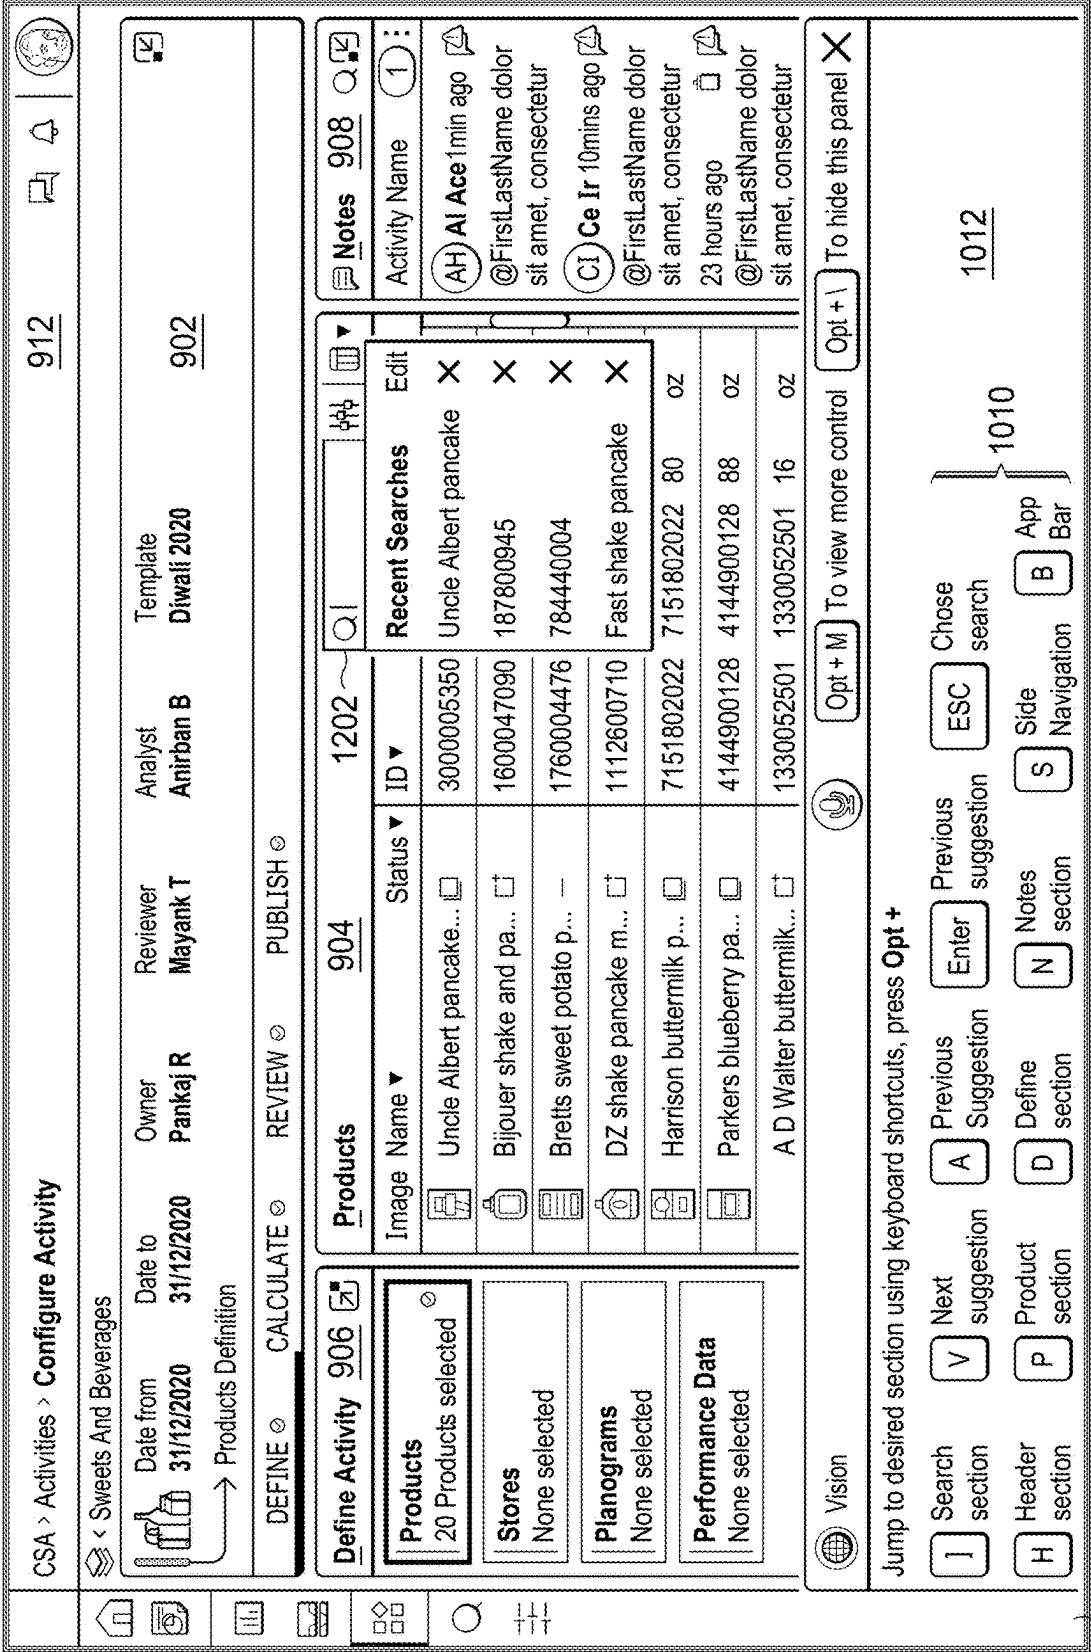 CSA > Activities > Configure Activity
912
< Sweets And Beverages
Date from Date to Owner Reviewer Analyst Template
31/12/2020 31/12/2020 Pankaj R Mayank T Anirban B Diwali 2020
902
Products Definition
DEFINE CALCULATE REVIEW PUBLISH
Define Activity 906
Products
20 Products selected
Stores
None selected
Planograms
None selected
Performance Data
None selected
Products 904 1202
Image Name Status ID
Uncle Albert pancake... 3000005350
Bijouer shake and pa... 1600047090
Bretts sweet potato p... 1760004476
DZ shake pancake m... 1112600710
Harrison buttermilk p... 7151802022 7151802022 80 oz
Parkers blueberry pa... 4144900128 4144900128 88 oz
A D Walter buttermilk... 1330052501 1330052501 16 oz
Recent Searches Edit
Uncle Albert pancake
187800945
784440004
Fast shake pancake
Notes 908
Activity Name 1
AH Al Ace 1min ago
@FirstLastName dolor
sit amet, consectetur
CI Ce Ir 10mins ago
@FirstLastName dolor
sit amet, consectetur
23 hours ago
@FirstLastName dolor
sit amet, consectetur
Vision Opt + M To view more control Opt + \ To hide this panel
Jump to desired section using keyboard shortcuts, press Opt +
1012
I Search section
V Next suggestion
A Previous Suggestion
Enter Previous suggestion
ESC Chose search
H Header section
P Product section
D Define section
N Notes section
S Side Navigation
B App Bar
1010